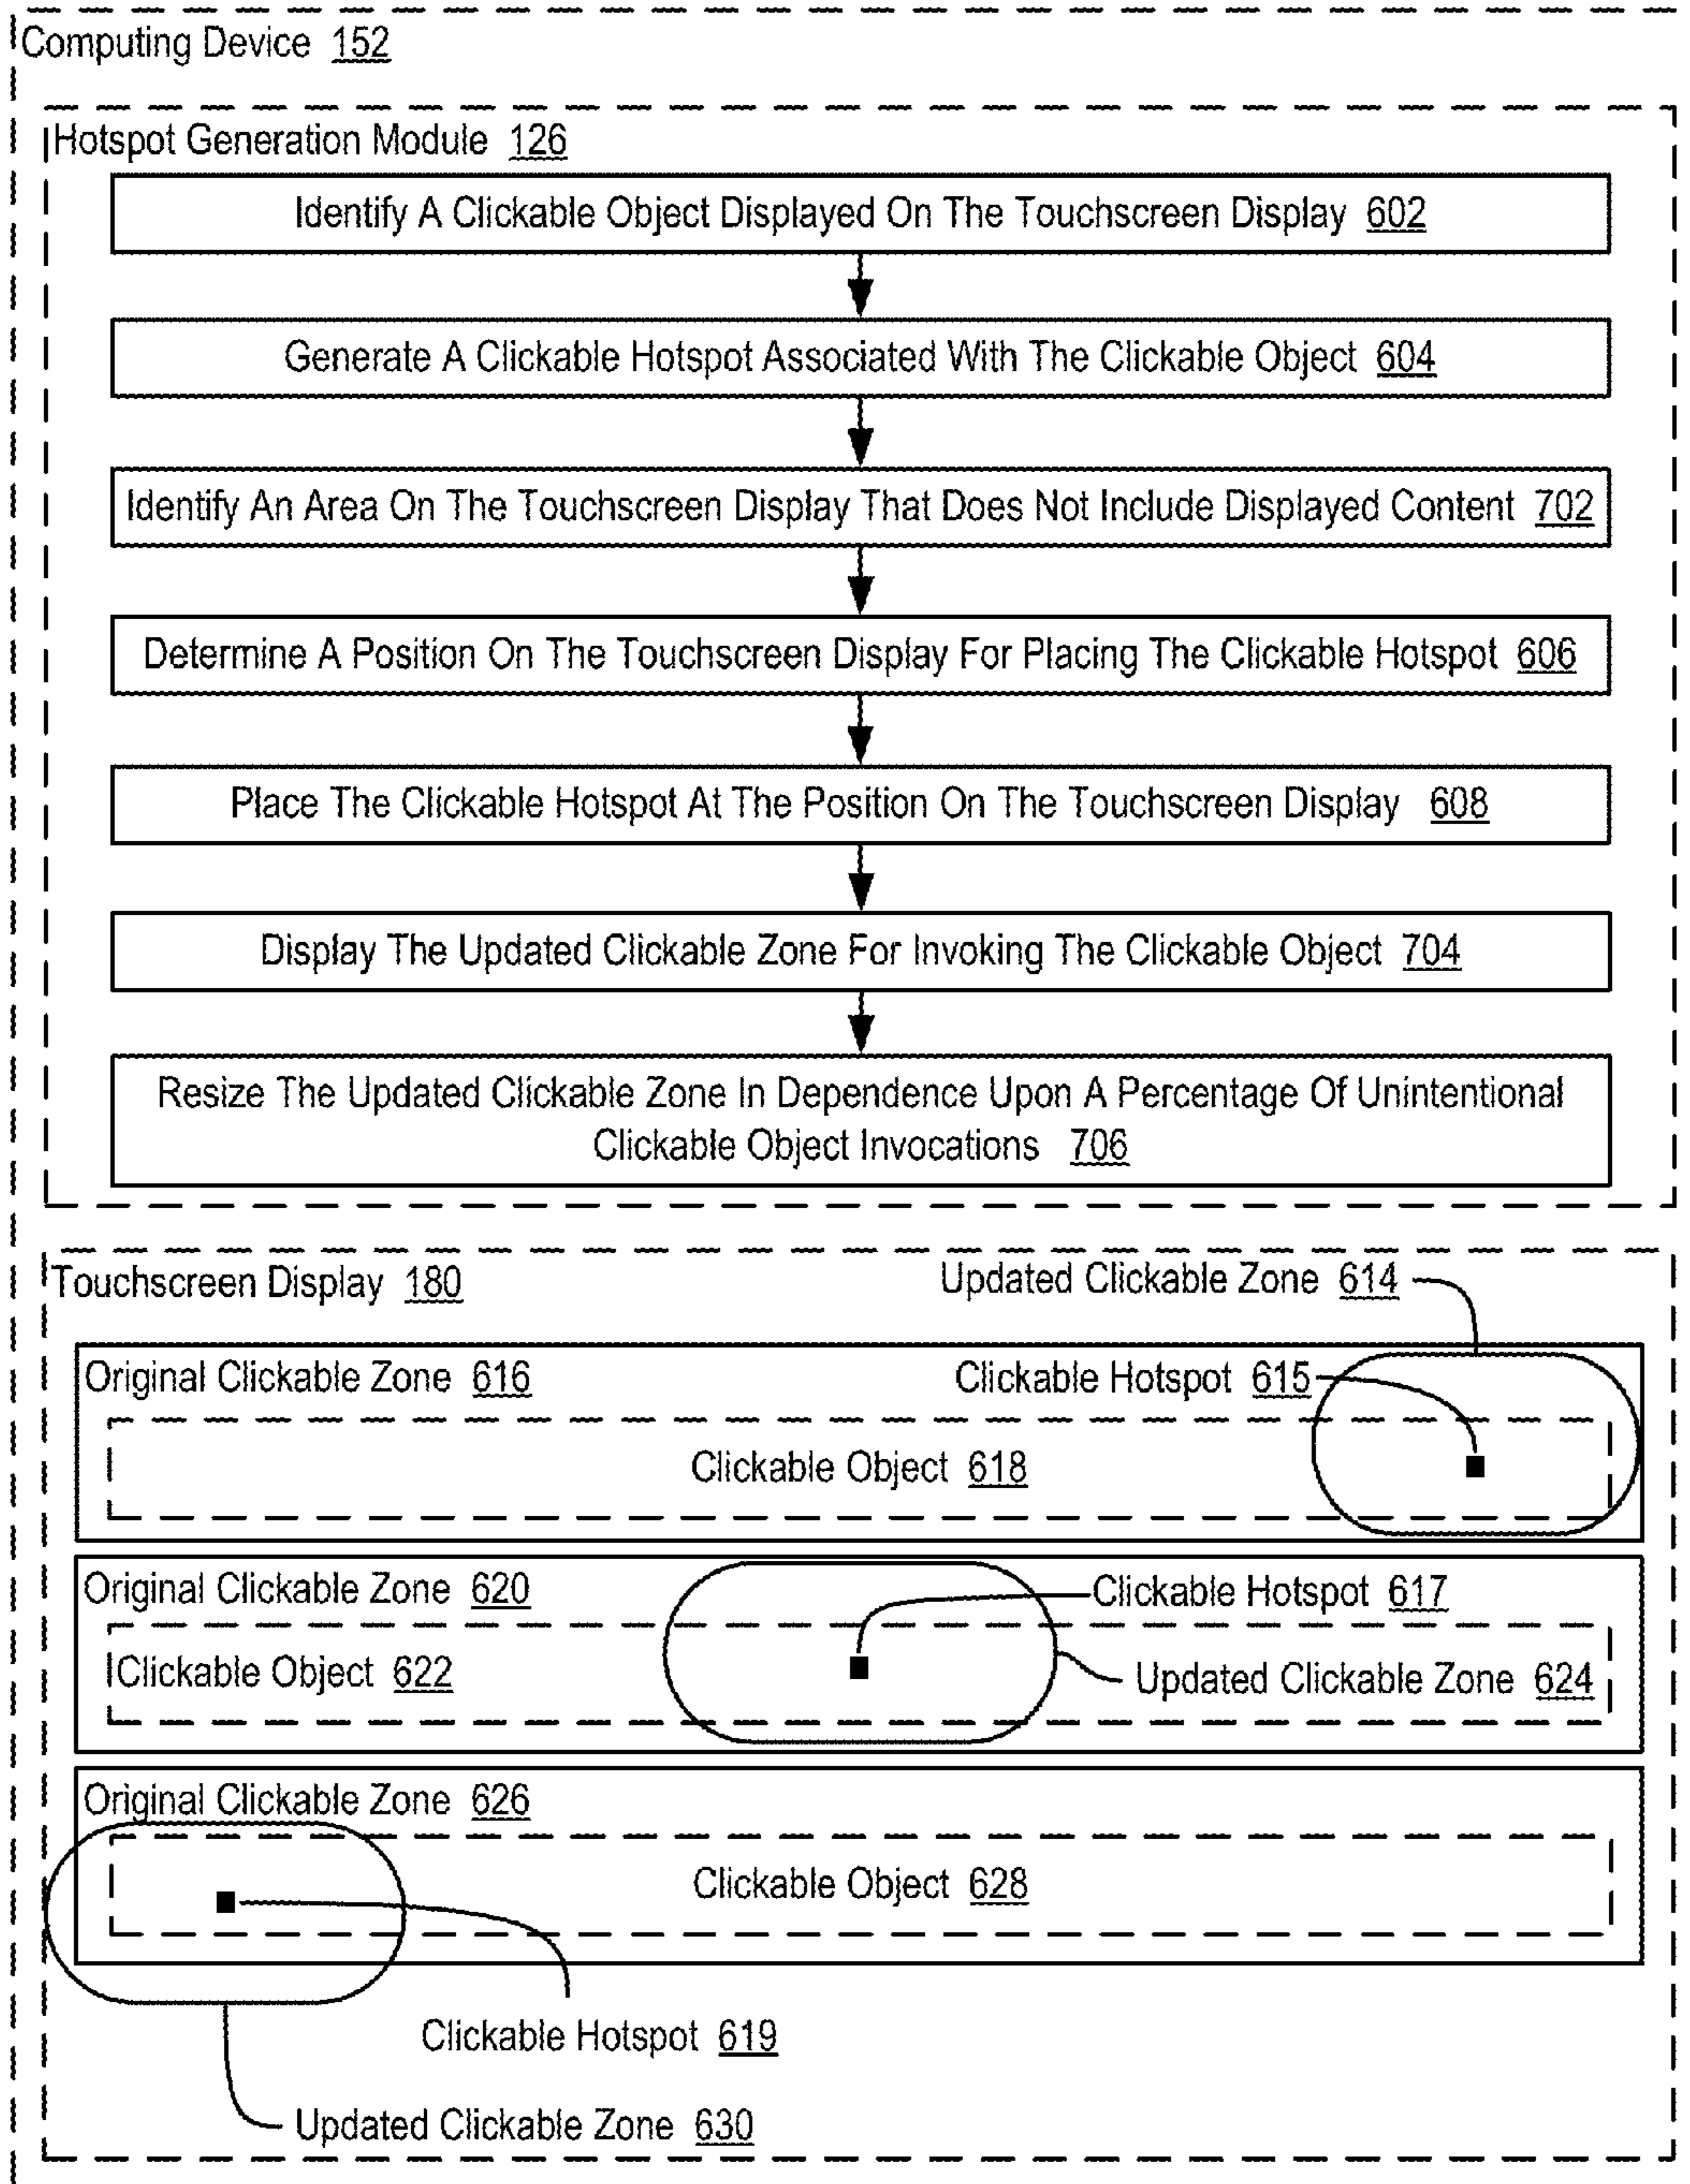 Computing Device 152
Hotspot Generation Module 126
Identify A Clickable Object Displayed On The Touchscreen Display 602
Generate A Clickable Hotspot Associated With The Clickable Object 604
Identify An Area On The Touchscreen Display That Does Not Include Displayed Content 702
Determine A Position On The Touchscreen Display For Placing The Clickable Hotspot 606
Place The Clickable Hotspot At The Position On The Touchscreen Display 608
Display The Updated Clickable Zone For Invoking The Clickable Object 704
Resize The Updated Clickable Zone In Dependence Upon A Percentage Of Unintentional
Clickable Object Invocations 706
Touchscreen Display 180
Updated Clickable Zone 614
Original Clickable Zone 616
Clickable Hotspot 615
Clickable Object 618
Original Clickable Zone 620
Clickable Hotspot 617
Clickable Object 622
Updated Clickable Zone 624
Original Clickable Zone 626
Clickable Object 628
Clickable Hotspot 619
Updated Clickable Zone 630